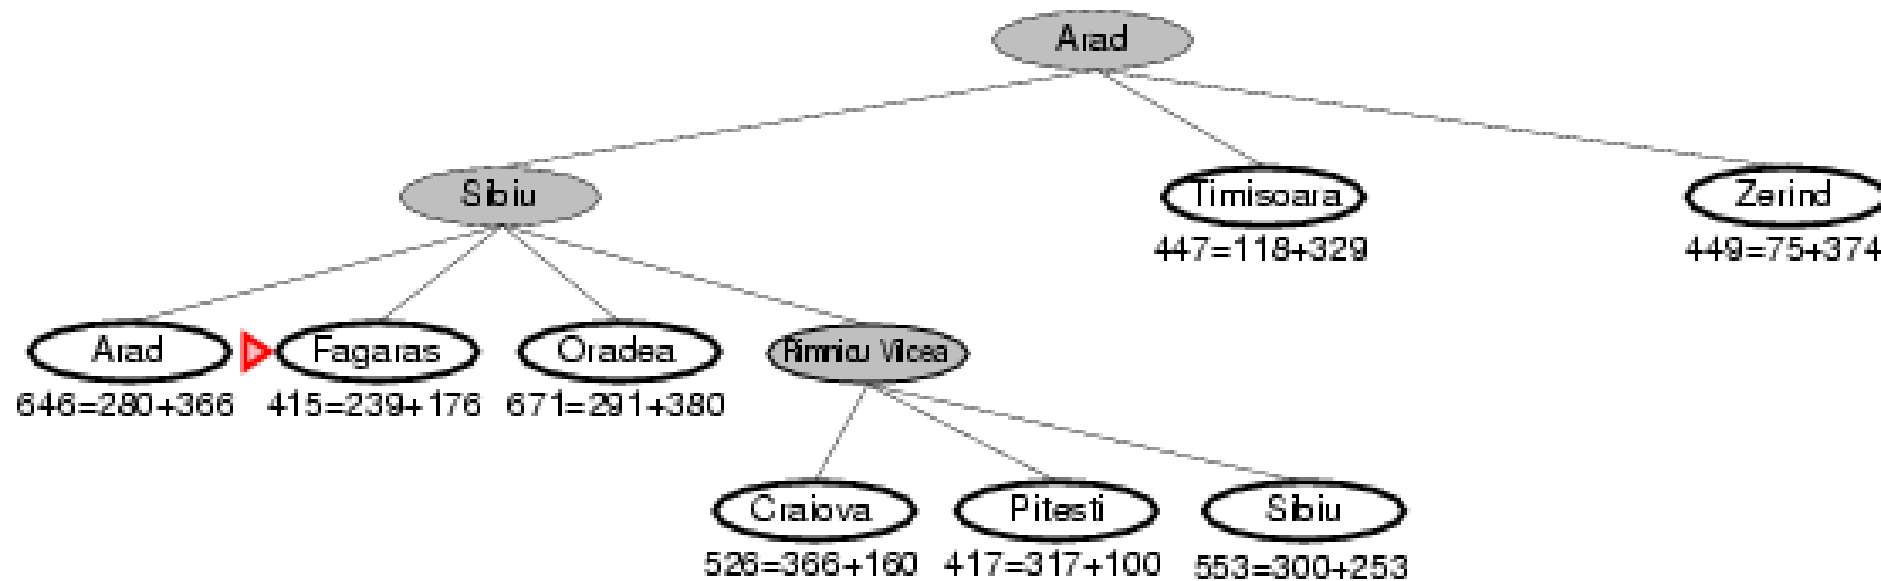 Arad
Sibiu
Timisoara
Zerind
447=118+329
449=75+374
Arad
Fagaras
Oradea
Rimnicu Vilcea
646=280+366
415=239+176
671=291+380
Craiova
Pitesti
Sibiu
526=366+160
417=317+100
553=300+253